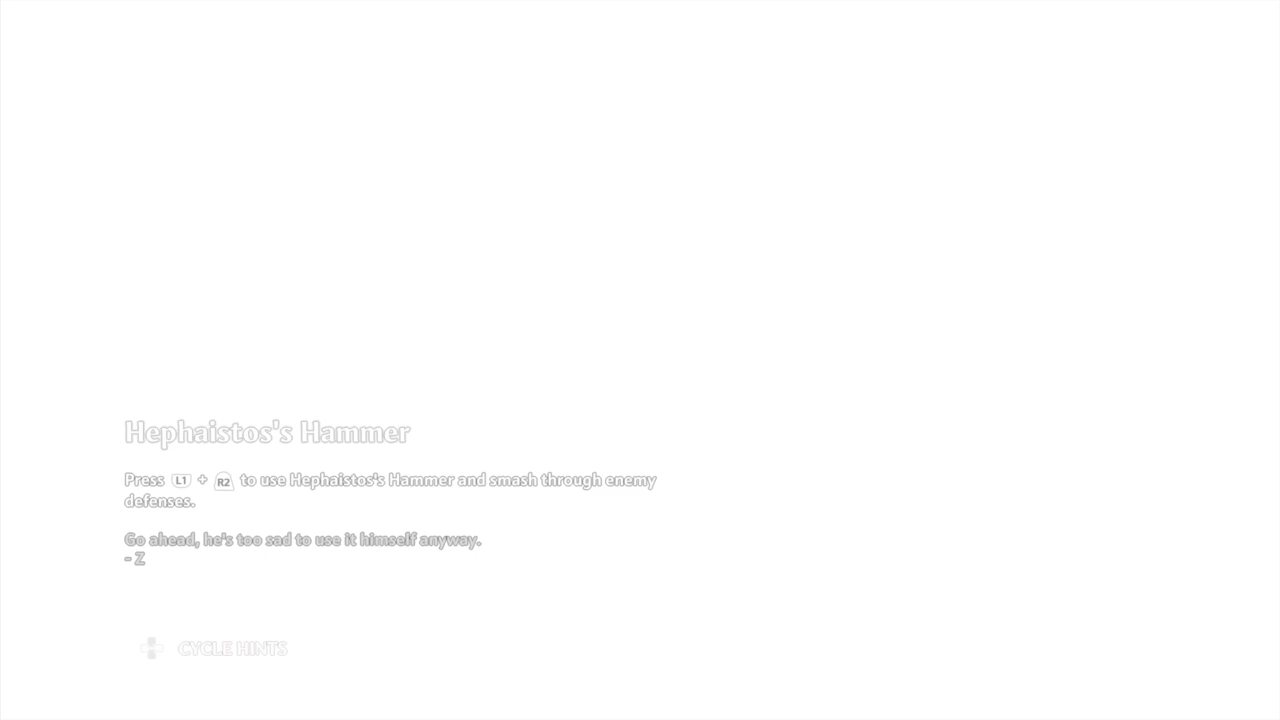 Hephaistos's Hammer
Press L1 + R2 to use Hephaistos's Hammer and smash through enemy
defenses.
Go ahead, he's too sad to use it himself anyway.
- Z
CYCLE HINTS